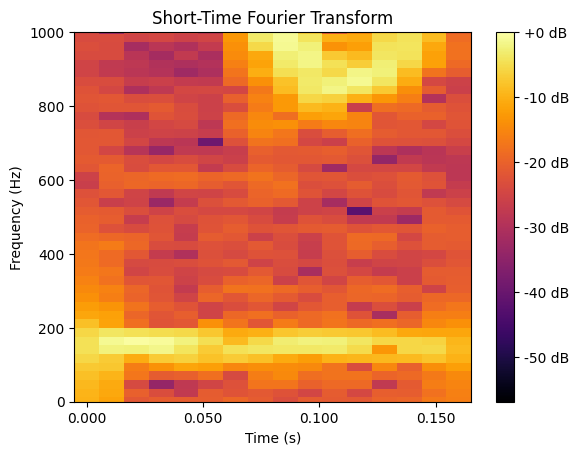 Short-Time Fourier Transform
1000
800
600
400
200
0
Frequency (Hz)
0.000
0.050
0.100
0.150
Time (s)
+0 dB
-10 dB
-20 dB
-30 dB
-40 dB
-50 dB